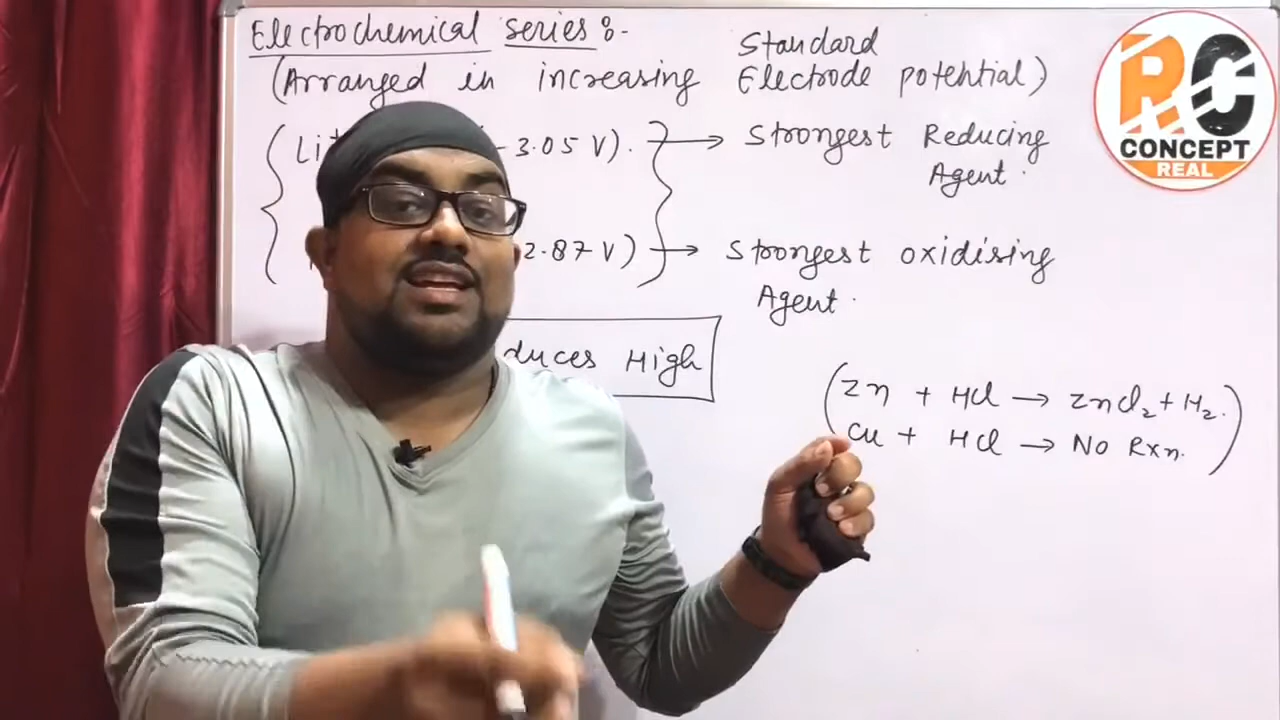 Electrochemical series :-
(Arranged in increasing Standard Electrode potential)
3.05 V). → Strongest Reducing
Agent.
2.87 V) → Strongest oxidising
Agent.
duces High
Zn + HCl → ZnCl₂ + H₂.
Cu + HCl → No Rxn.
RC
CONCEPT
REAL